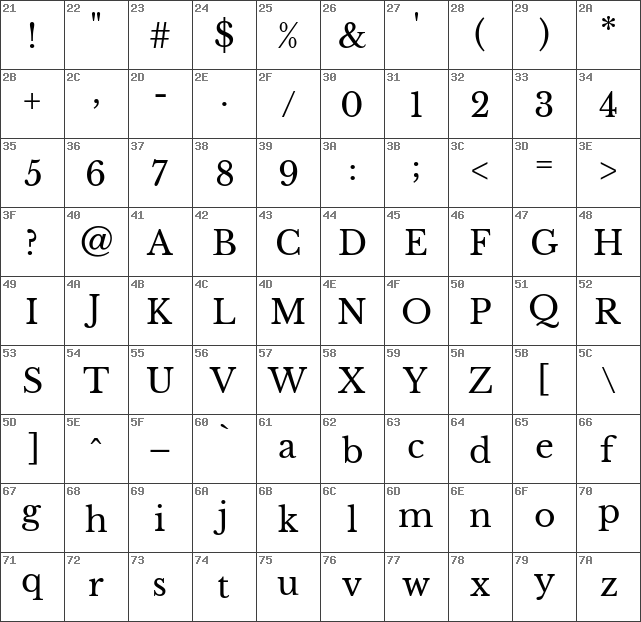 21 22 23 24 25 26 27 28 29 2A
! " # $ % & ' ( ) *
2B 2C 2D 2E 2F 30 31 32 33 34
+ , - . / 0 1 2 3 4
35 36 37 38 39 3A 3B 3C 3D 3E
5 6 7 8 9 : ; < = >
3F 40 41 42 43 44 45 46 47 48
? @ A B C D E F G H
49 4A 4B 4C 4D 4E 4F 50 51 52
I J K L M N O P Q R
53 54 55 56 57 58 59 5A 5B 5C
S T U V W X Y Z [ \
5D 5E 5F 60 61 62 63 64 65 66
] ^ _ ` a b c d e f
67 68 69 6A 6B 6C 6D 6E 6F 70
g h i j k l m n o p
71 72 73 74 75 76 77 78 79 7A
q r s t u v w x y z